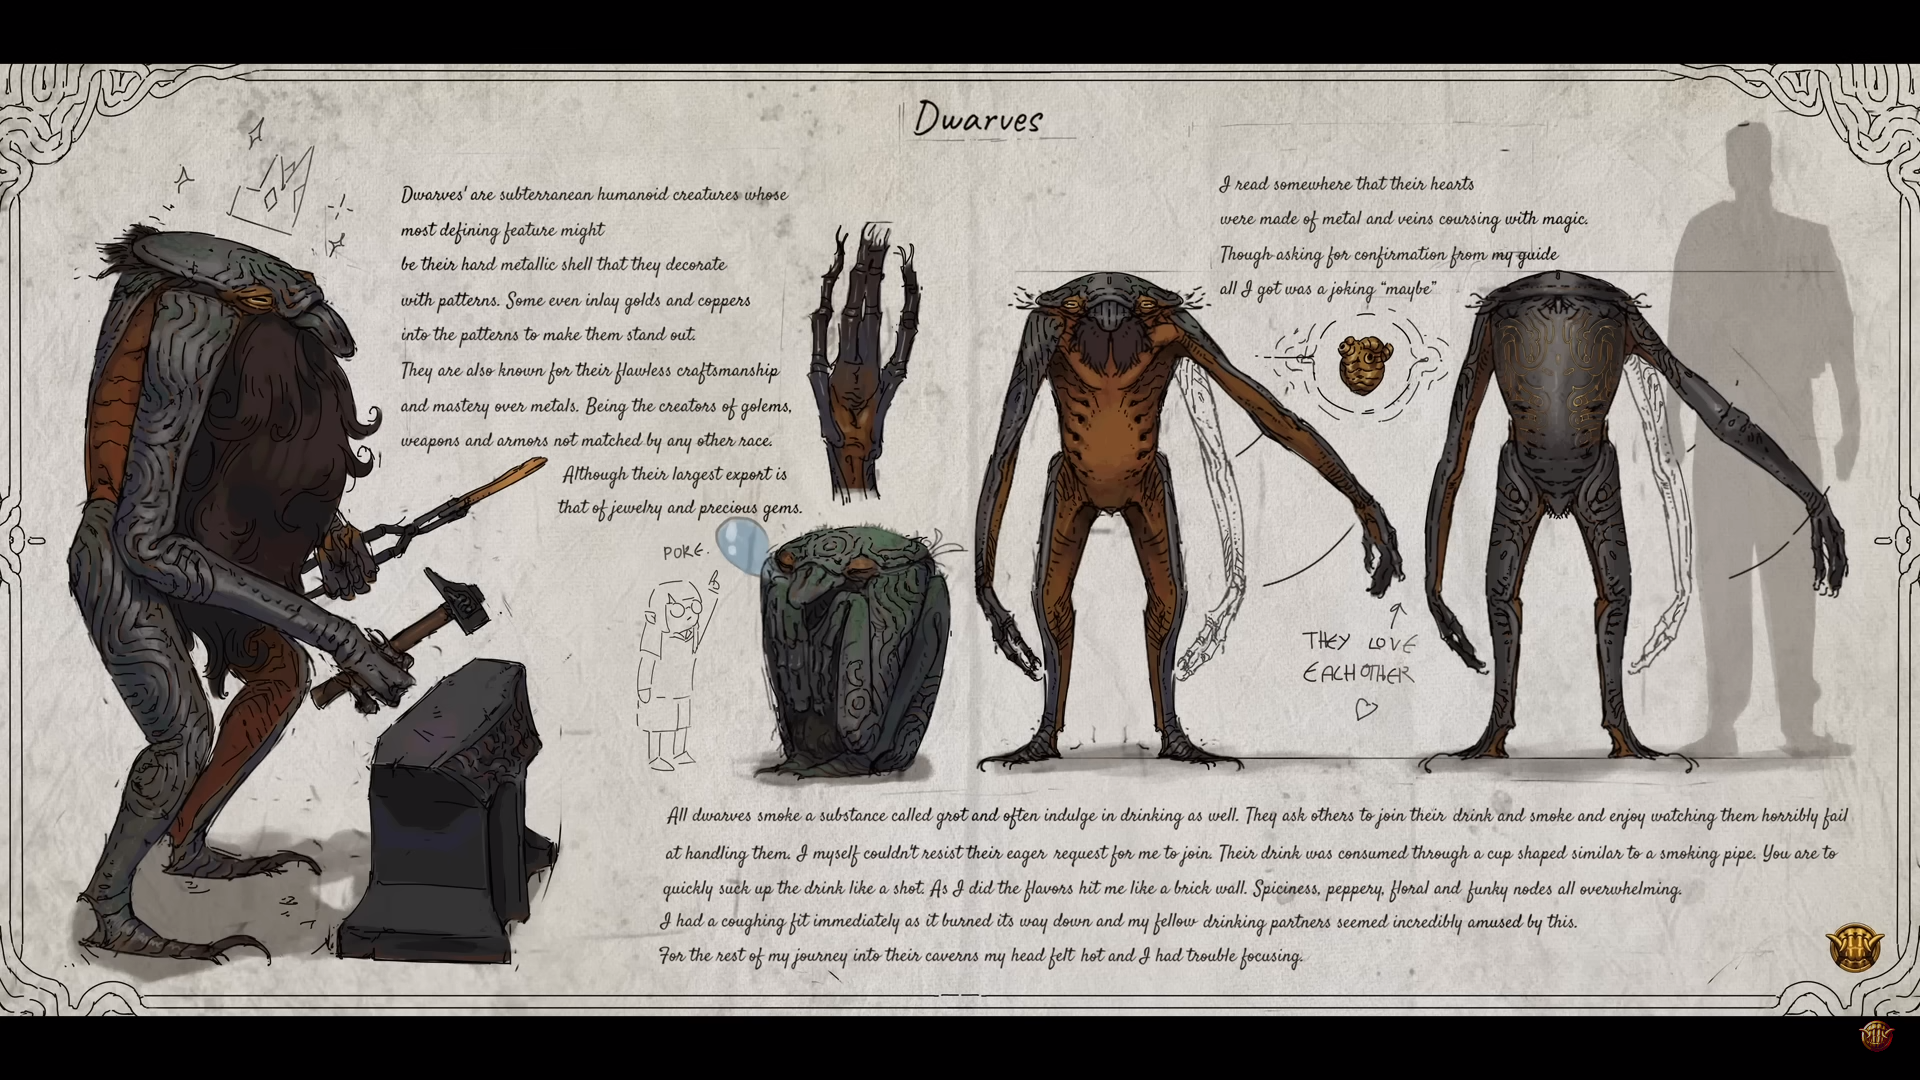 Dwarves
Dwarves' are subterranean humanoid creatures whose
most defining feature might
be their hard metallic shell that they decorate
with patterns. Some even inlay golds and coppers
into the patterns to make them stand out.
They are also known for their flawless craftsmanship
and mastery over metals. Being the creators of golems,
weapons and armors not matched by any other race.
Although their largest export is
that of jewelry and precious gems.
POKE.
I read somewhere that their hearts
were made of metal and veins coursing with magic.
Though asking for confirmation from my guide
all I got was a joking "maybe"
THEY LOVE
EACHOTHER
All dwarves smoke a substance called grot and often indulge in drinking as well. They ask others to join their drink and smoke and enjoy watching them horribly fail
at handling them. I myself couldn't resist their eager request for me to join. Their drink was consumed through a cup shaped similar to a smoking pipe. You are to
quickly suck up the drink like a shot. As I did the flavors hit me like a brick wall. Spiciness, peppery, floral and funky nodes all overwhelming.
I had a coughing fit immediately as it burned its way down and my fellow drinking partners seemed incredibly amused by this.
For the rest of my journey into their caverns my head felt hot and I had trouble focusing.